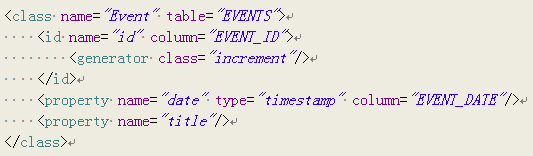 <class name="Event" table="EVENTS">
    <id name="id" column="EVENT_ID">
        <generator class="increment"/>
    </id>
    <property name="date" type="timestamp" column="EVENT_DATE"/>
    <property name="title"/>
</class>